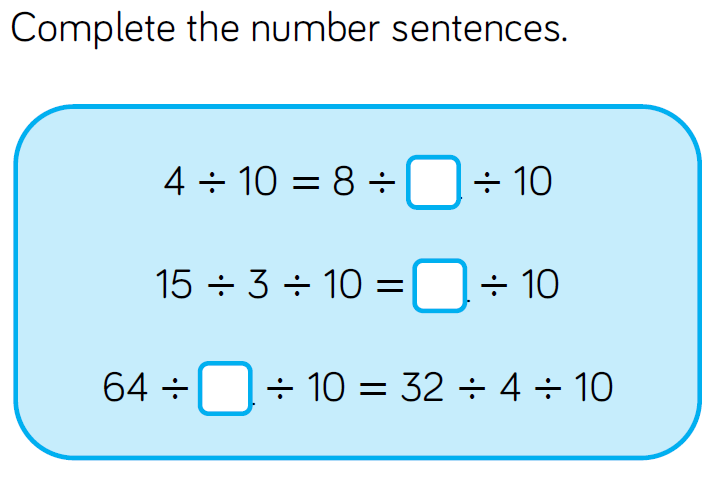 Complete the number sentences.
4 ÷ 10 = 8 ÷ □ ÷ 10
15 ÷ 3 ÷ 10 = □ ÷ 10
64 ÷ □ ÷ 10 = 32 ÷ 4 ÷ 10